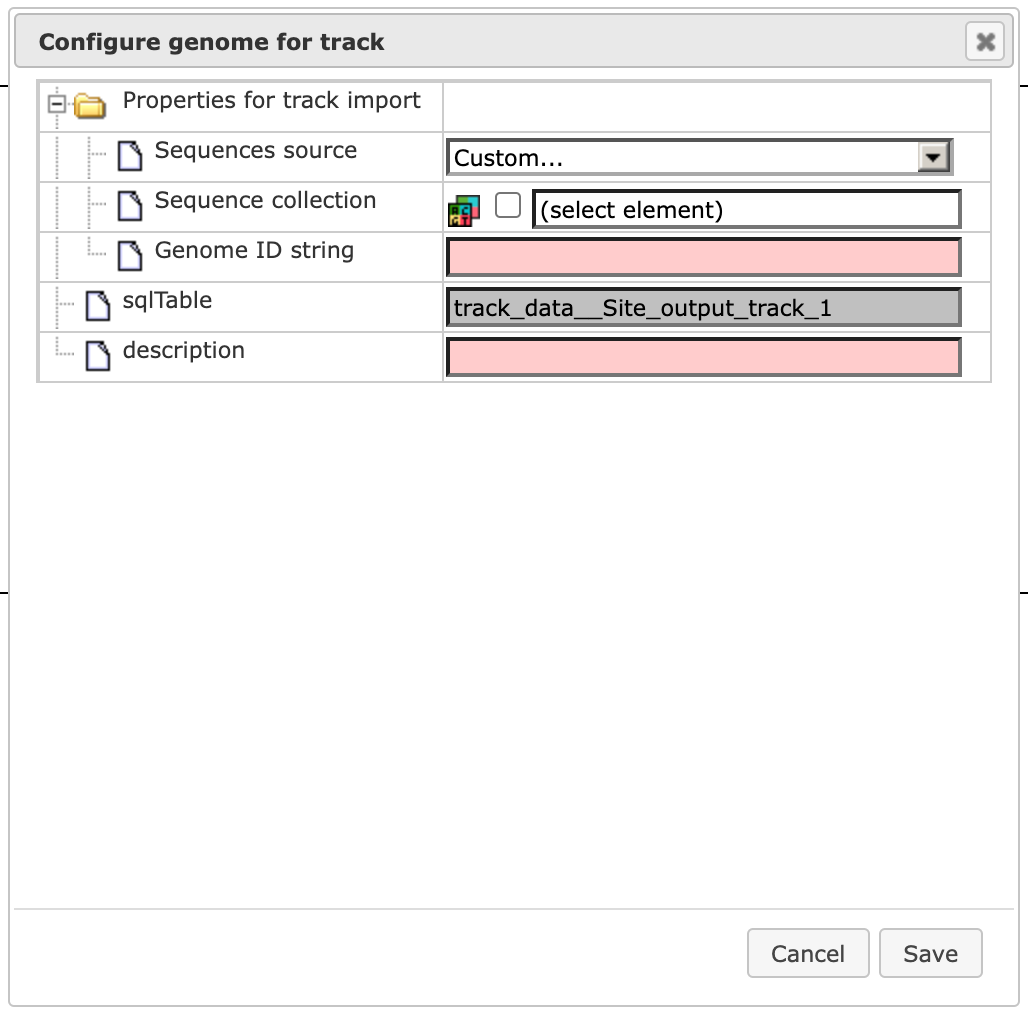 Configure genome for track
Properties for track import
Sequences source
Custom...
Sequence collection
(select element)
Genome ID string
sqlTable
track_data__Site_output_track_1
description
Cancel
Save